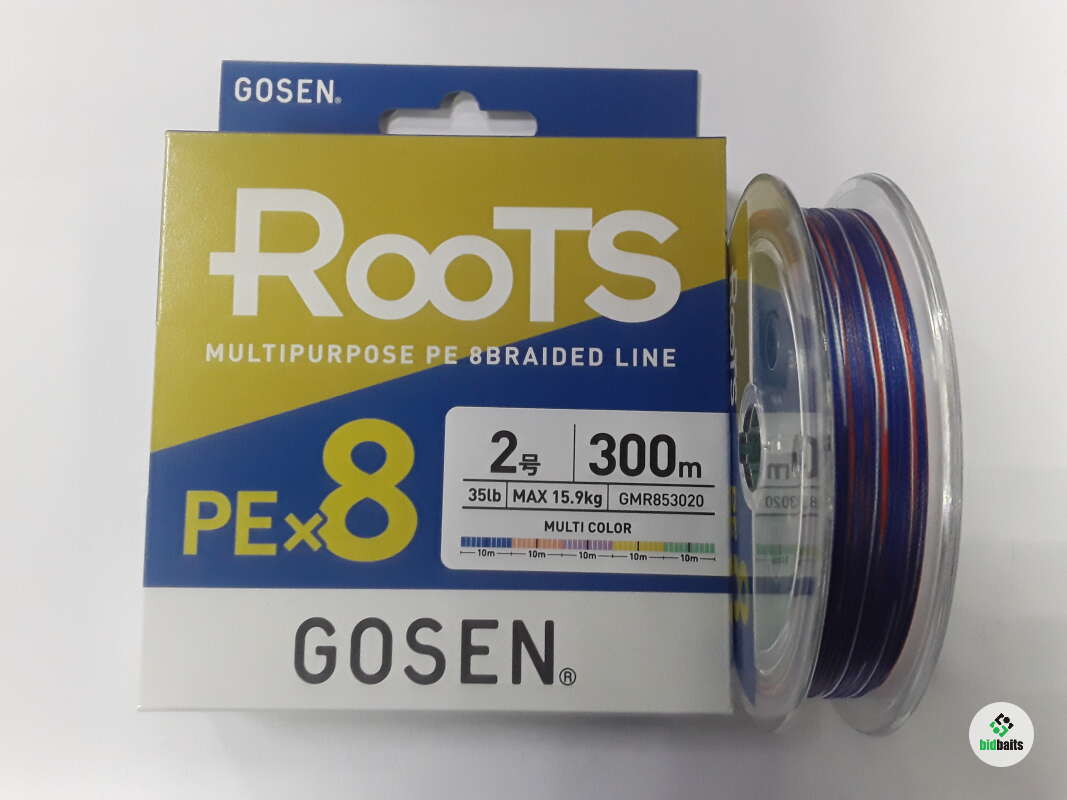 GOSEN®
ROOTS
MULTIPURPOSE PE 8BRAIDED LINE
PE×8
2号 300m
35lb MAX 15.9kg GMR853020
MULTI COLOR
10m 10m 10m 10m 10m
GOSEN®
bidbaits